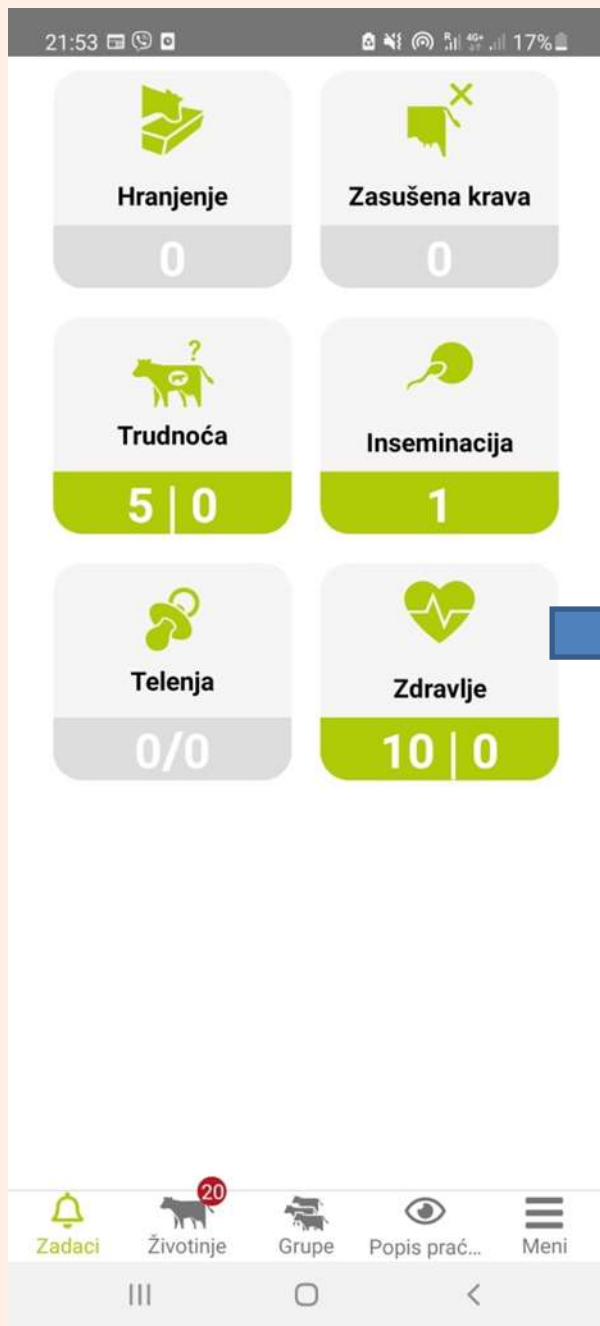 21:53 17%
Hranjenje Zasušena krava
0 0
?
Trudnoća Inseminacija
5 | 0 1
Telenja Zdravlje
0/0 10 | 0
20
Zadaci Životinje Grupe Popis prać... Meni